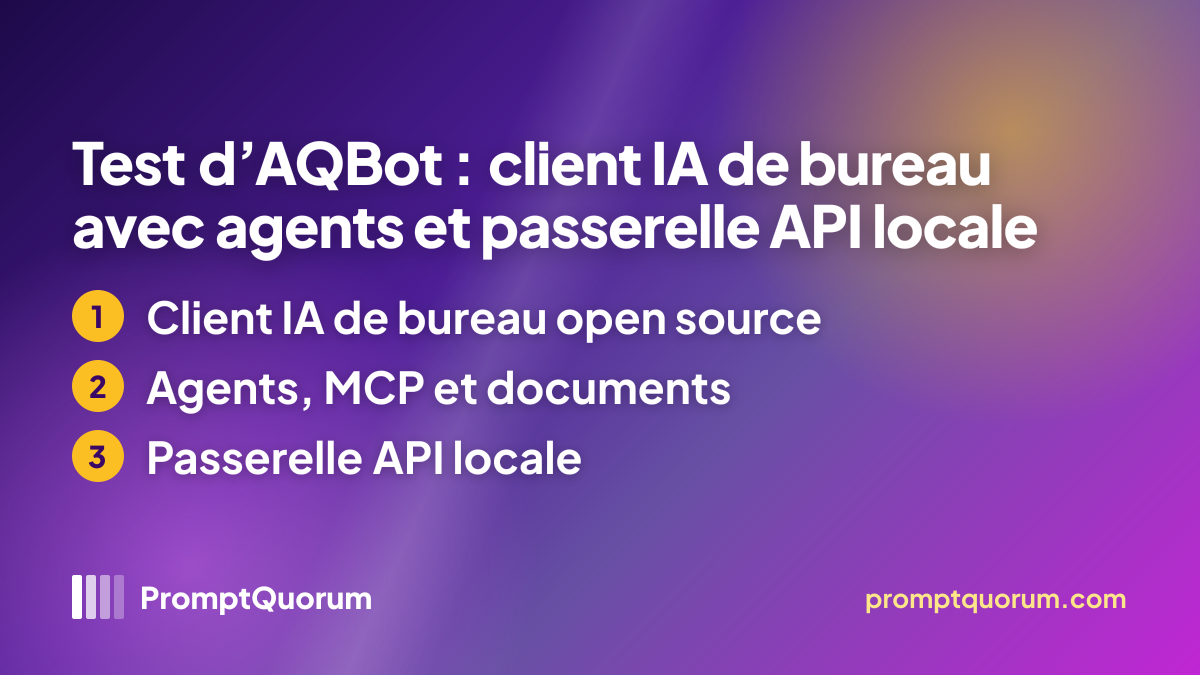 Test d’AQBot : client IA de bureau
avec agents et passerelle API locale
1 Client IA de bureau open source
2 Agents, MCP et documents
3 Passerelle API locale
PromptQuorum
promptquorum.com